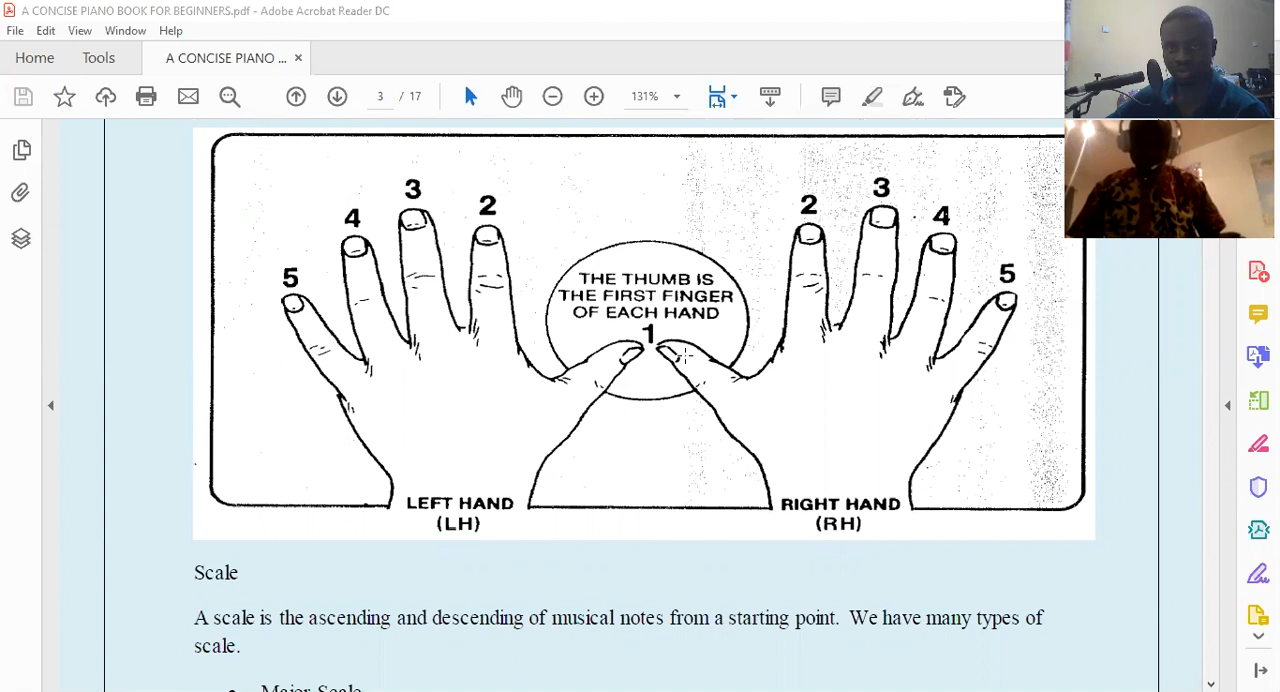 A CONCISE PIANO BOOK FOR BEGINNERS.pdf - Adobe Acrobat Reader DC
File Edit View Window Help
Home Tools A CONCISE PIANO ... ×
3 / 17 131%
3 3
4 2 2 4
5 5
THE THUMB IS
THE FIRST FINGER
OF EACH HAND
1
LEFT HAND
(LH)
RIGHT HAND
(RH)
Scale
A scale is the ascending and descending of musical notes from a starting point. We have many types of
scale.
• Major Scale